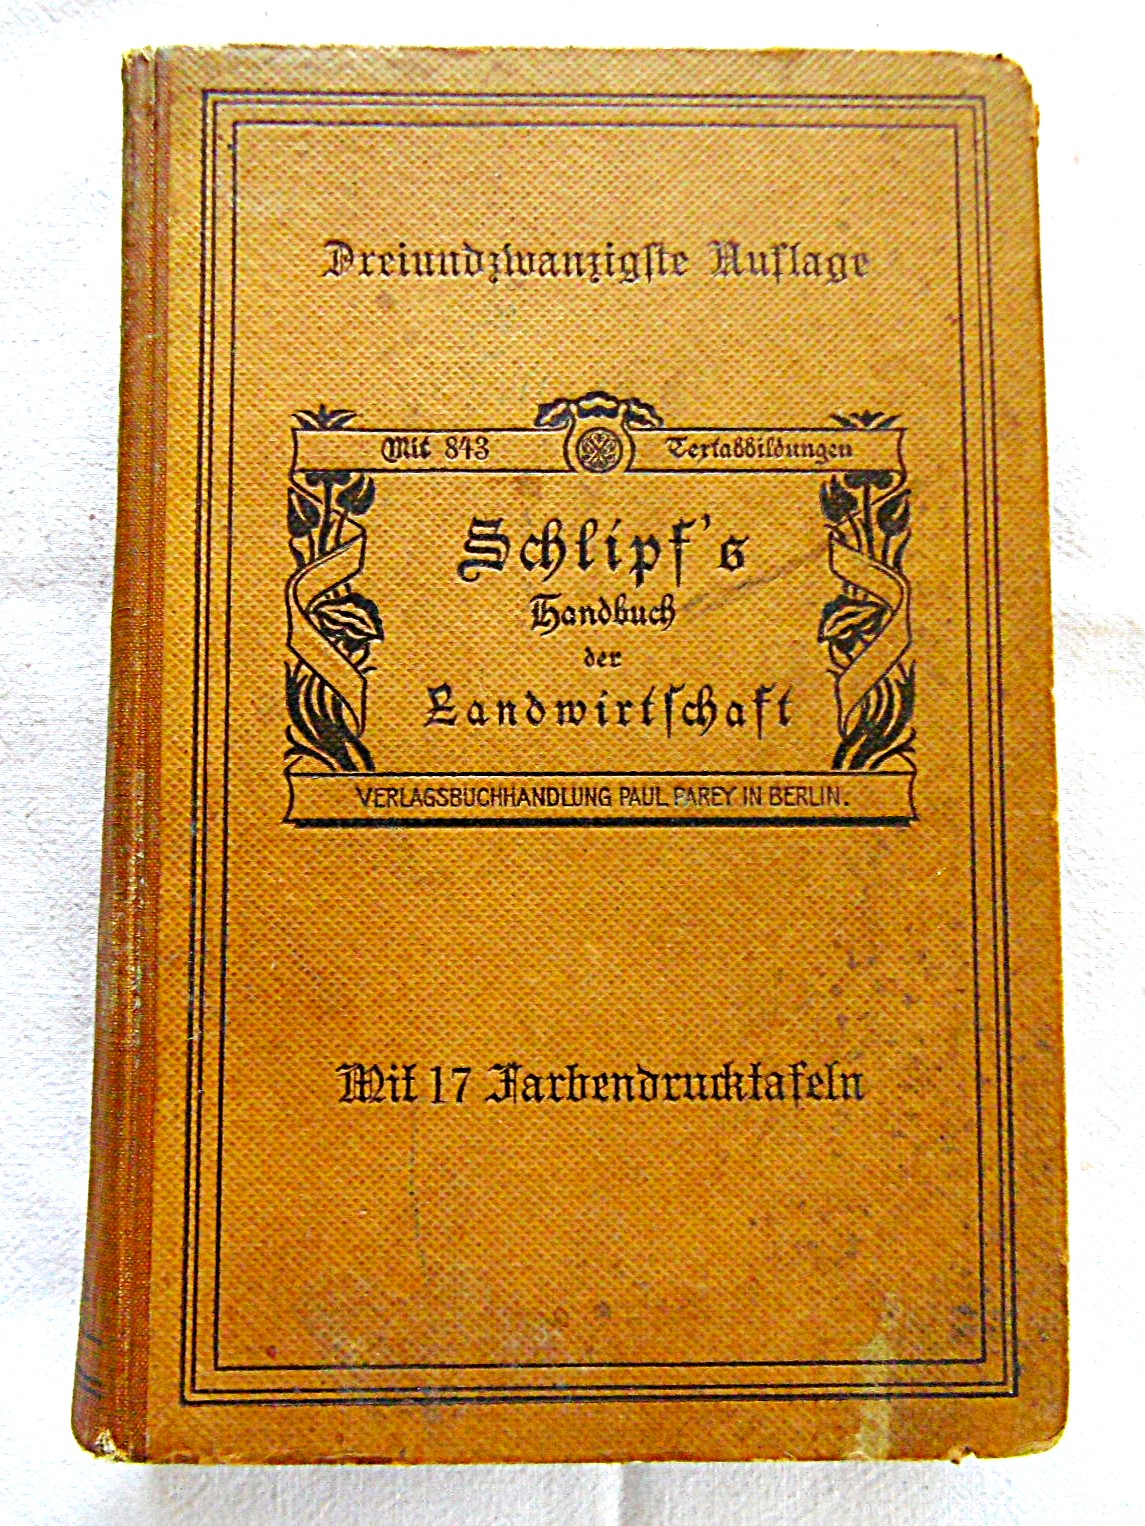 Dreiundzwanzigste Auflage
Mit 843 Textabbildungen
Schlipf's
Handbuch
der
Landwirtschaft
VERLAGSBUCHHANDLUNG PAUL PAREY IN BERLIN.
Mit 17 Farbendrucktafeln